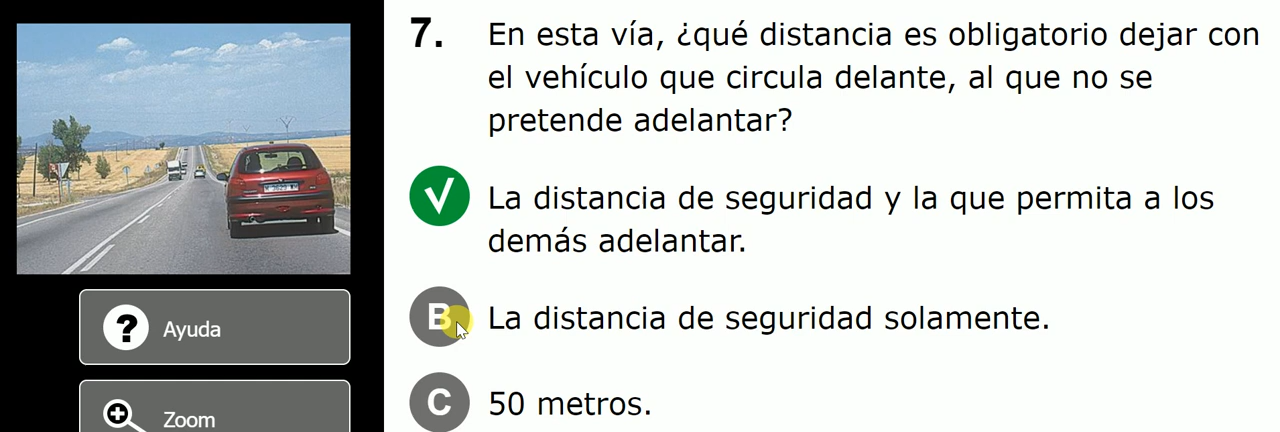 7.
En esta vía, ¿qué distancia es obligatorio dejar con
el vehículo que circula delante, al que no se
pretende adelantar?
La distancia de seguridad y la que permita a los
demás adelantar.
B
La distancia de seguridad solamente.
C
50 metros.
? Ayuda
Zoom